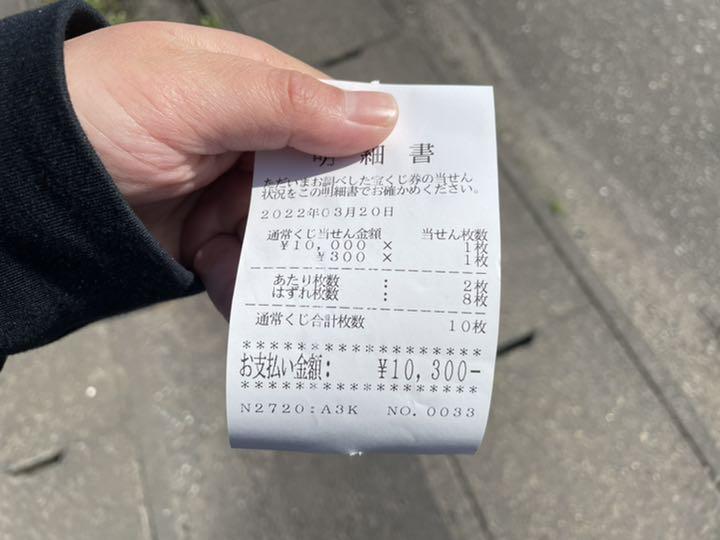 明 細 書
ただいまお調べした宝くじ券の当せん
状況をこの明細書でお確かめください。
2022年03月20日
通常くじ当せん金額 当せん枚数
¥10,000 × 1枚
¥300 × 1枚
あたり枚数 : 2枚
はずれ枚数 : 8枚
通常くじ合計枚数 10枚
******************
お支払い金額: ¥10,300-
******************
N2720:A3K NO. 0033